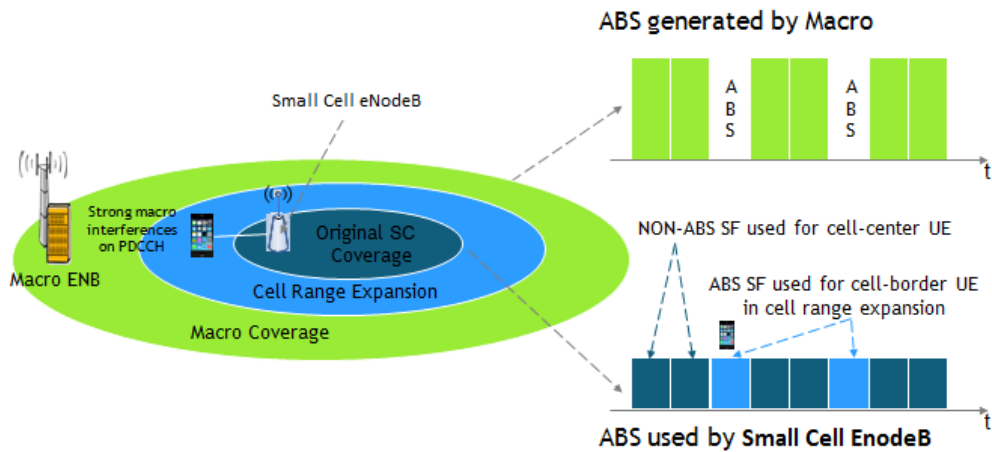 ABS generated by Macro
A
B
S
A
B
S
t
Small Cell eNodeB
Strong macro
interferences
on PDCCH
Macro ENB
Original SC
Coverage
Cell Range Expansion
Macro Coverage
NON-ABS SF used for cell-center UE
ABS SF used for cell-border UE
in cell range expansion
t
ABS used by Small Cell EnodeB